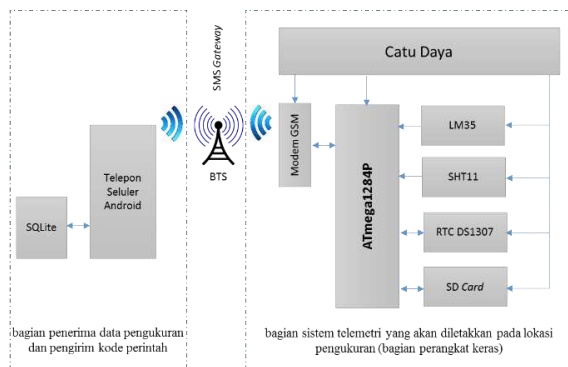 SMS Gateway
BTS
Telepon
Seluler
Android
SQLite
bagian penerima data pengukuran
dan pengirim kode perintah
Catu Daya
Modem GSM
ATmega1284P
LM35
SHT11
RTC DS1307
SD Card
bagian sistem telemetri yang akan diletakkan pada lokasi
pengukuran (bagian perangkat keras)